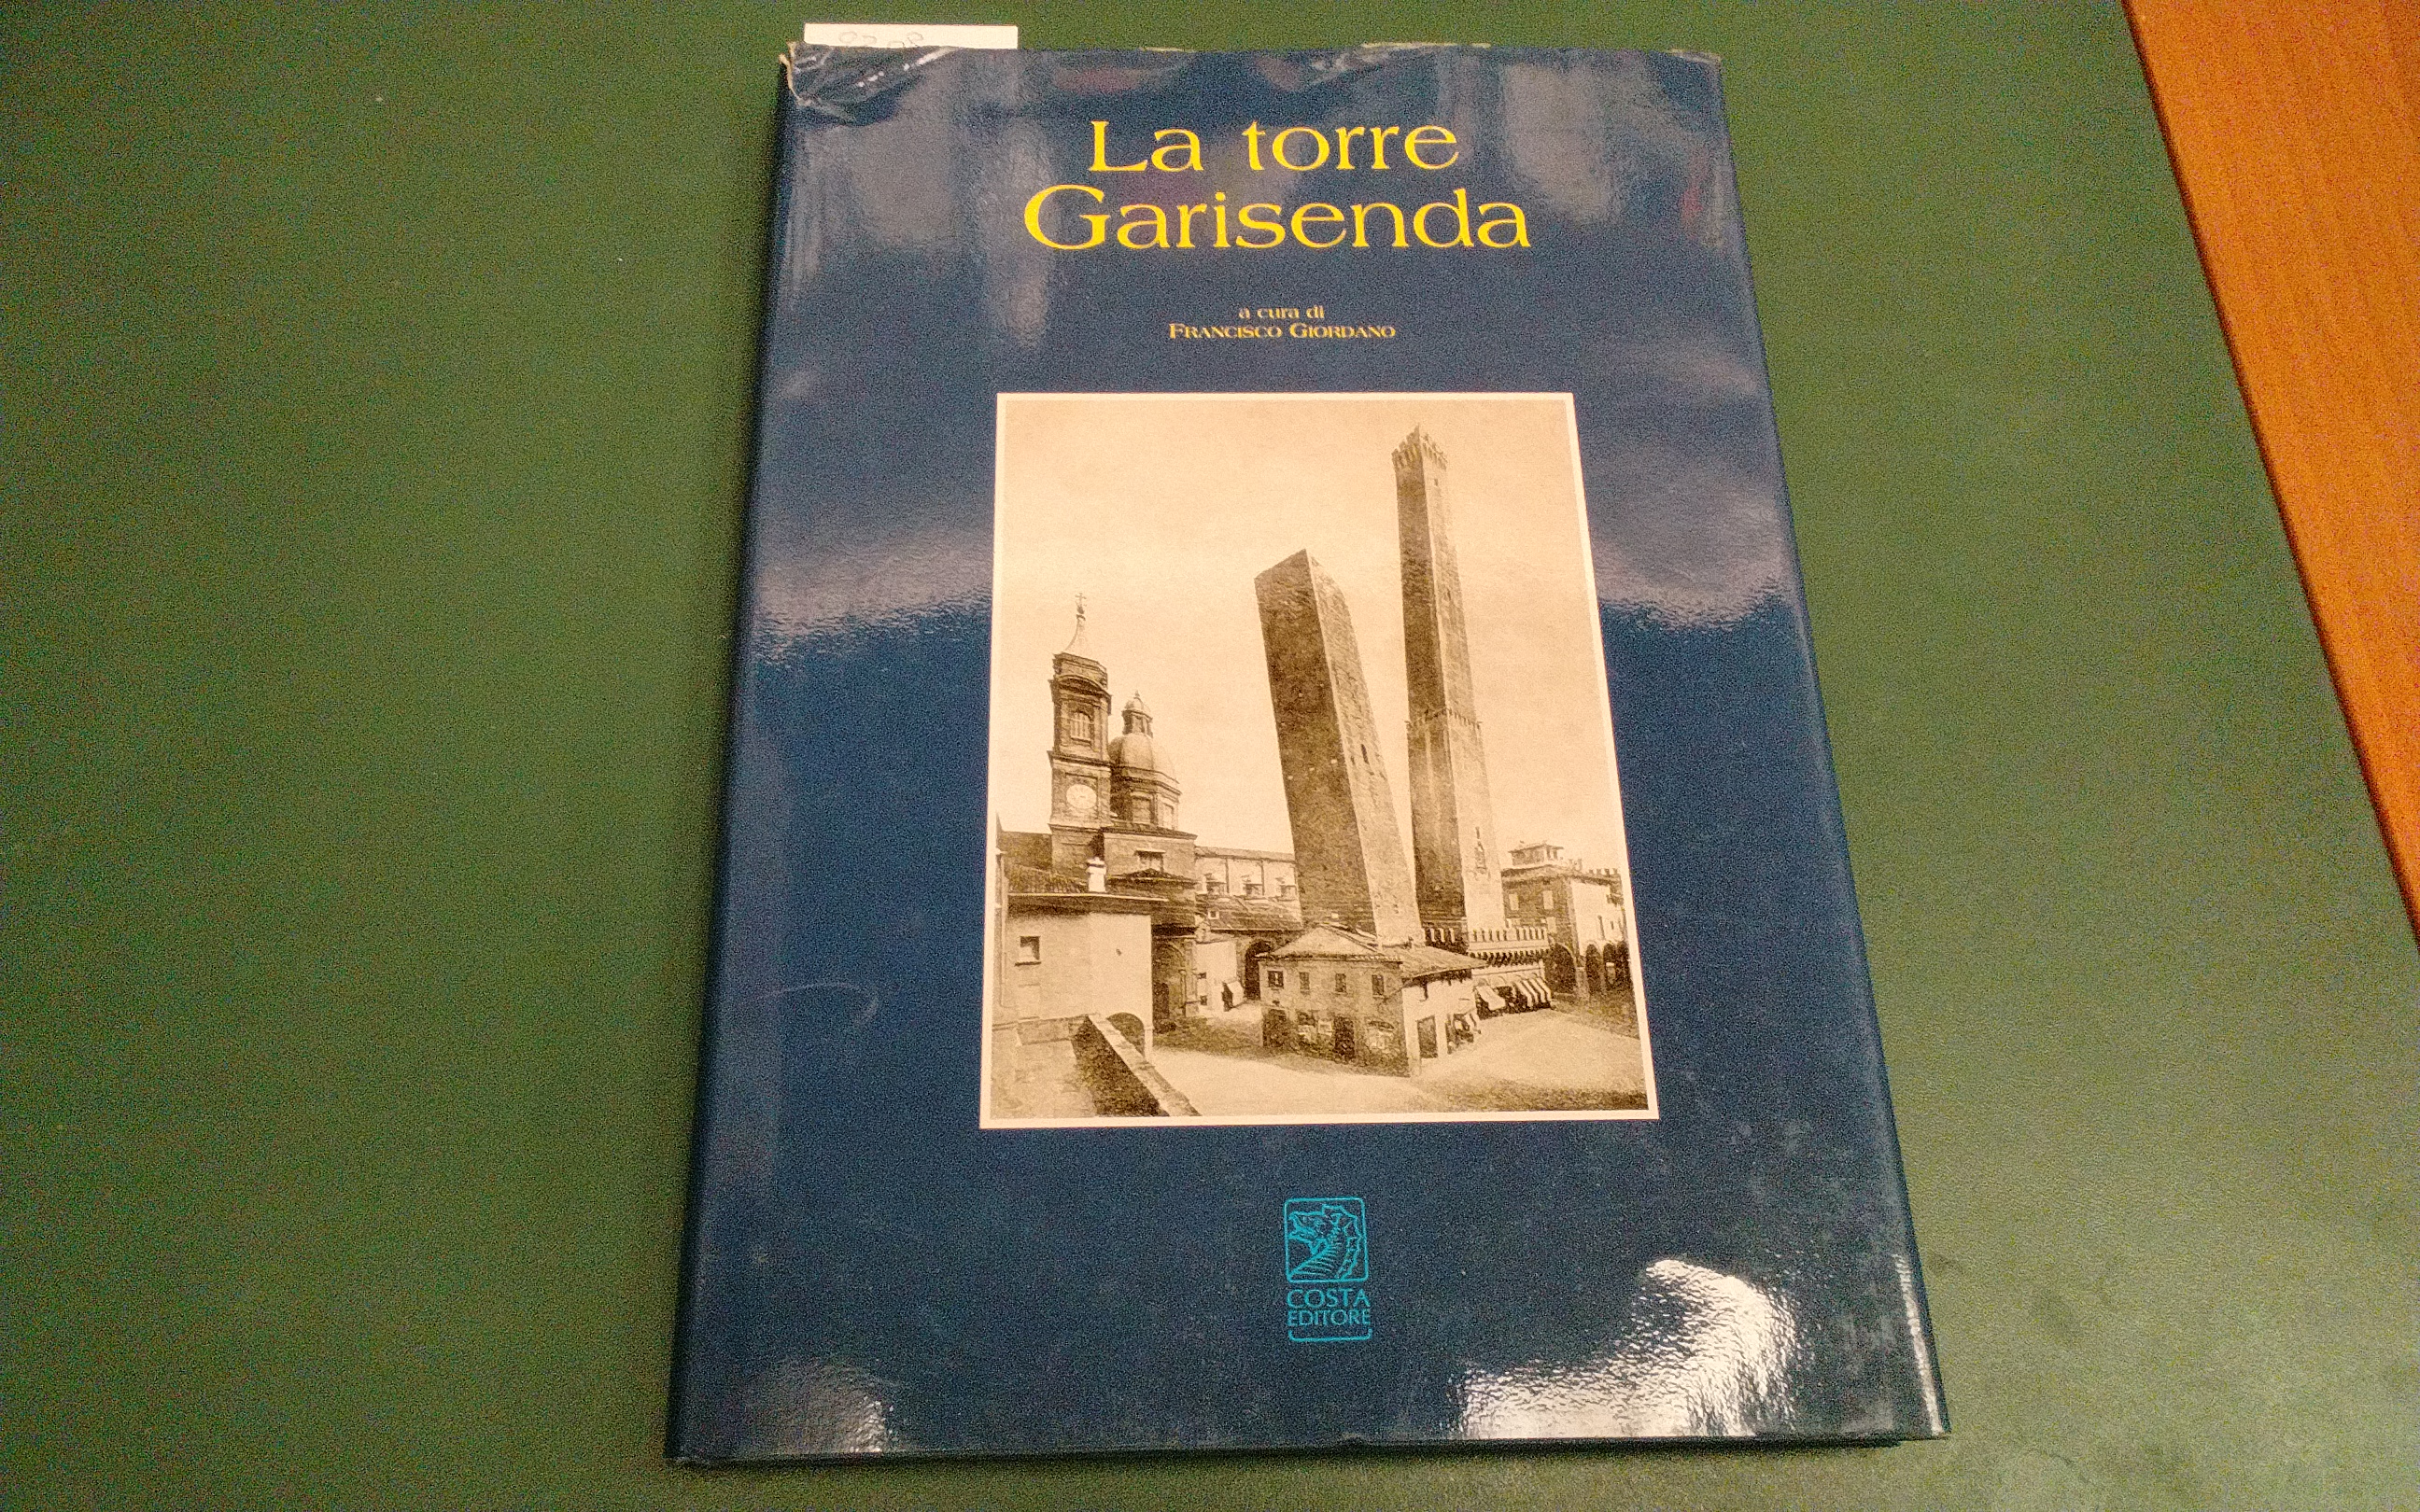 La torre
Garisenda
a cura di
FRANCISCO GIORDANO
COSTA
EDITORE